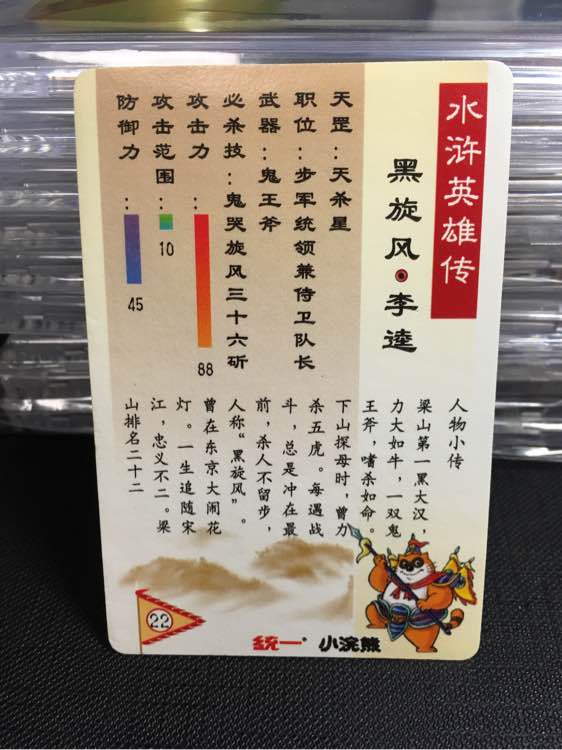 水浒英雄传
黑旋风·李逵
天罡：天杀星
职位：步军统领兼侍卫队长
武器：鬼王斧
必杀技：鬼哭旋风三十六斫
攻击力：
88
攻击范围：
10
防御力：
45
人物小传
梁山第一黑大汉，
力大如牛，一双鬼
王斧，嗜杀如命。
下山探母时，曾力
杀五虎。每遇战
斗，总是冲在最
前，杀人不留步，
人称“黑旋风”。
曾在东京大闹花
灯。一生追随宋
江，忠义不二。梁
山排名二十二
22
统一 小浣熊